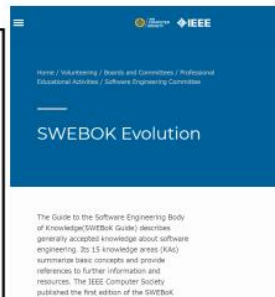 IEEE
Home / Volunteering / Boards and Committees / Professional
Educational Activities / Software Engineering Committee
SWEBOK Evolution
The Guide to the Software Engineering Body
of Knowledge(SWEBoK Guide) describes
generally accepted knowledge about software
engineering. Its 15 knowledge areas (KAs)
summarize basic concepts and provide
references to further information and
resources. The IEEE Computer Society
published the first edition of the SWEBoK